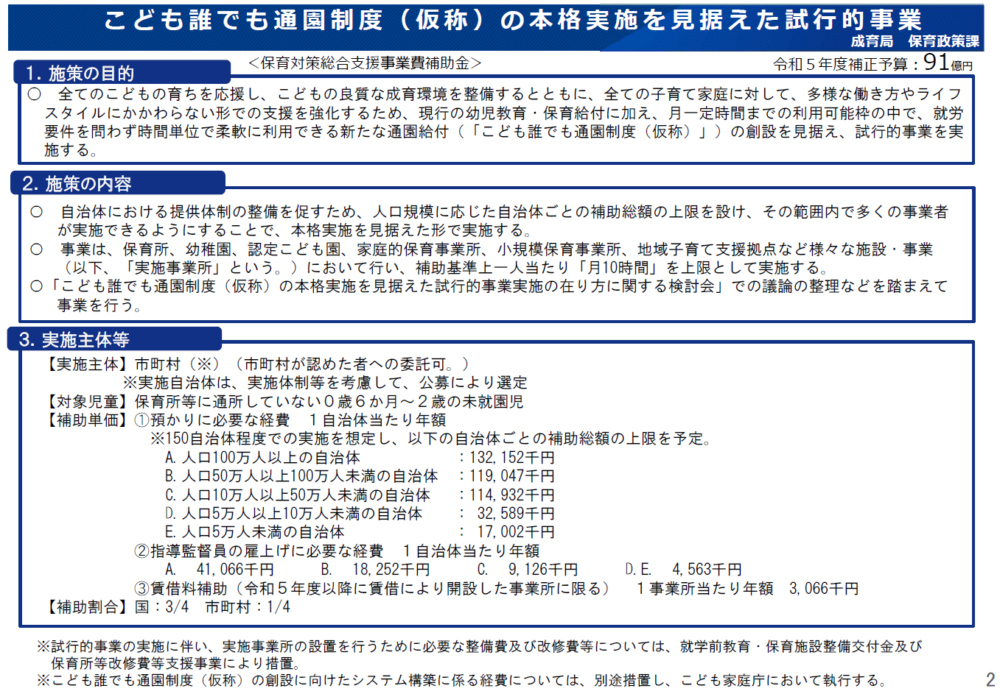 こども誰でも通園制度（仮称）の本格実施を見据えた試行的事業
成育局　保育政策課
＜保育対策総合支援事業費補助金＞
令和５年度補正予算：91億円
1. 施策の目的
○　全てのこどもの育ちを応援し、こどもの良質な成育環境を整備するとともに、全ての子育て家庭に対して、多様な働き方やライフ
スタイルにかかわらない形での支援を強化するため、現行の幼児教育・保育給付に加え、月一定時間までの利用可能枠の中で、就労
要件を問わず時間単位で柔軟に利用できる新たな通園給付（「こども誰でも通園制度（仮称）」）の創設を見据え、試行的事業を実
施する。
2. 施策の内容
○　自治体における提供体制の整備を促すため、人口規模に応じた自治体ごとの補助総額の上限を設け、その範囲内で多くの事業者
が実施できるようにすることで、本格実施を見据えた形で実施する。
○　事業は、保育所、幼稚園、認定こども園、家庭的保育事業所、小規模保育事業所、地域子育て支援拠点など様々な施設・事業
（以下、「実施事業所」という。）において行い、補助基準上一人当たり「月10時間」を上限として実施する。
○「こども誰でも通園制度（仮称）の本格実施を見据えた試行的事業実施の在り方に関する検討会」での議論の整理などを踏まえて
事業を行う。
3. 実施主体等
【実施主体】市町村（※）（市町村が認めた者への委託可。）
※実施自治体は、実施体制等を考慮して、公募により選定
【対象児童】保育所等に通所していない０歳６か月～２歳の未就園児
【補助単価】①預かりに必要な経費　１自治体当たり年額
※150自治体程度での実施を想定し、以下の自治体ごとの補助総額の上限を予定。
A. 人口100万人以上の自治体　：132,152千円
B. 人口50万人以上100万人未満の自治体　：119,047千円
C. 人口10万人以上50万人未満の自治体　：114,932千円
D. 人口5万人以上10万人未満の自治体　： 32,589千円
E. 人口5万人未満の自治体　： 17,002千円
②指導監督員の雇上げに必要な経費　１自治体当たり年額
A.　41,066千円　B.　18,252千円　C.　9,126千円　D.E.　4,563千円
③賃借料補助（令和５年度以降に賃借により開設した事業所に限る）　１事業所当たり年額　3,066千円
【補助割合】国：3/4　市町村：1/4
※試行的事業の実施に伴い、実施事業所の設置を行うために必要な整備費及び改修費等については、就学前教育・保育施設整備交付金及び
保育所等改修費等支援事業により措置。
※こども誰でも通園制度（仮称）の創設に向けたシステム構築に係る経費については、別途措置し、こども家庭庁において執行する。
2